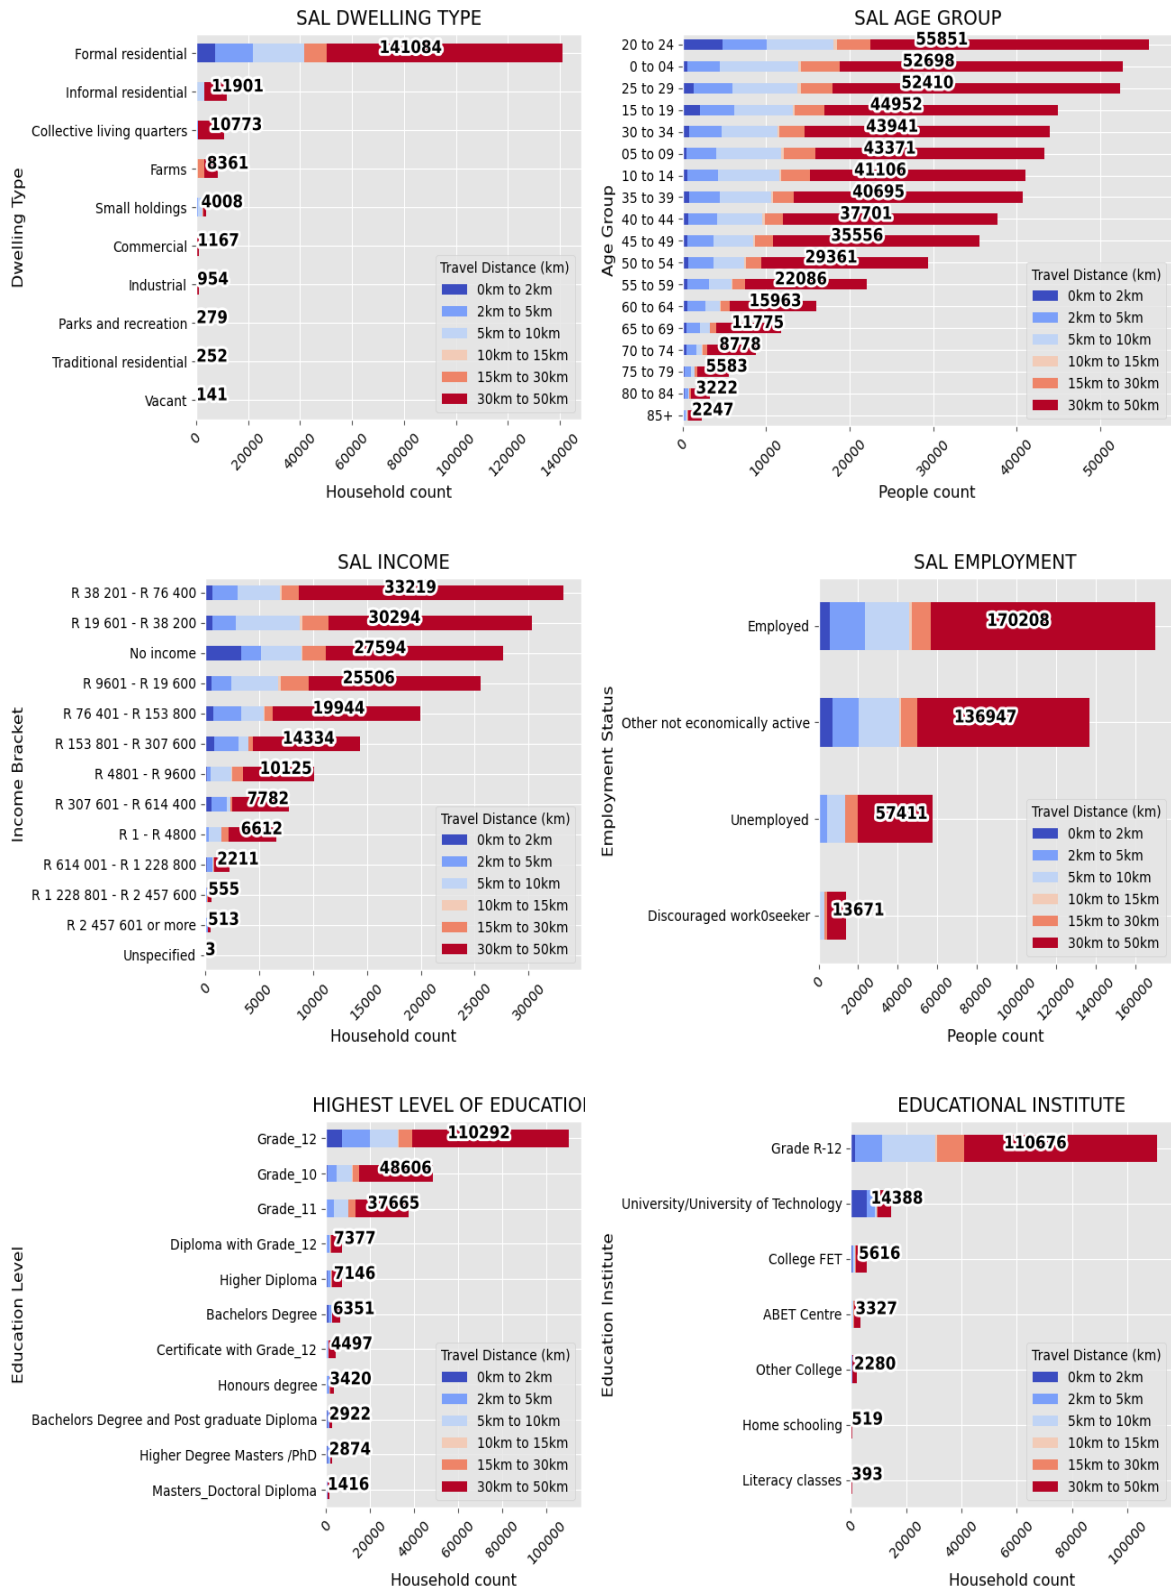 SAL DWELLING TYPE
Dwelling Type
Formal residential 141084
Informal residential 11901
Collective living quarters 10773
Farms 8361
Small holdings 4008
Commercial 1167
Industrial 954
Parks and recreation 279
Traditional residential 252
Vacant 141
Travel Distance (km)
0km to 2km
2km to 5km
5km to 10km
10km to 15km
15km to 30km
30km to 50km
0 20000 40000 60000 80000 100000 120000 140000
Household count
SAL AGE GROUP
Age Group
20 to 24 55851
0 to 04 52698
25 to 29 52410
15 to 19 44952
30 to 34 43941
05 to 09 43371
10 to 14 41106
35 to 39 40695
40 to 44 37701
45 to 49 35556
50 to 54 29361
55 to 59 22086
60 to 64 15963
65 to 69 11775
70 to 74 8778
75 to 79 5583
80 to 84 3222
85+ 2247
Travel Distance (km)
0km to 2km
2km to 5km
5km to 10km
10km to 15km
15km to 30km
30km to 50km
0 10000 20000 30000 40000 50000
People count
SAL INCOME
Income Bracket
R 38 201 - R 76 400 33219
R 19 601 - R 38 200 30294
No income 27594
R 9601 - R 19 600 25506
R 76 401 - R 153 800 19944
R 153 801 - R 307 600 14334
R 4801 - R 9600 10125
R 307 601 - R 614 400 7782
R 1 - R 4800 6612
R 614 001 - R 1 228 800 2211
R 1 228 801 - R 2 457 600 555
R 2 457 601 or more 513
Unspecified 3
Travel Distance (km)
0km to 2km
2km to 5km
5km to 10km
10km to 15km
15km to 30km
30km to 50km
0 5000 10000 15000 20000 25000 30000
Household count
SAL EMPLOYMENT
Employment Status
Employed 170208
Other not economically active 136947
Unemployed 57411
Discouraged work0seeker 13671
Travel Distance (km)
0km to 2km
2km to 5km
5km to 10km
10km to 15km
15km to 30km
30km to 50km
0 20000 40000 60000 80000 100000 120000 140000 160000
People count
HIGHEST LEVEL OF EDUCATIO
Education Level
Grade_12 110292
Grade_10 48606
Grade_11 37665
Diploma with Grade_12 7377
Higher Diploma 7146
Bachelors Degree 6351
Certificate with Grade_12 4497
Honours degree 3420
Bachelors Degree and Post graduate Diploma 2922
Higher Degree Masters /PhD 2874
Masters_Doctoral Diploma 1416
Travel Distance (km)
0km to 2km
2km to 5km
5km to 10km
10km to 15km
15km to 30km
30km to 50km
0 20000 40000 60000 80000 100000
Household count
EDUCATIONAL INSTITUTE
Education Institute
Grade R-12 110676
University/University of Technology 14388
College FET 5616
ABET Centre 3327
Other College 2280
Home schooling 519
Literacy classes 393
Travel Distance (km)
0km to 2km
2km to 5km
5km to 10km
10km to 15km
15km to 30km
30km to 50km
0 20000 40000 60000 80000 100000
Household count